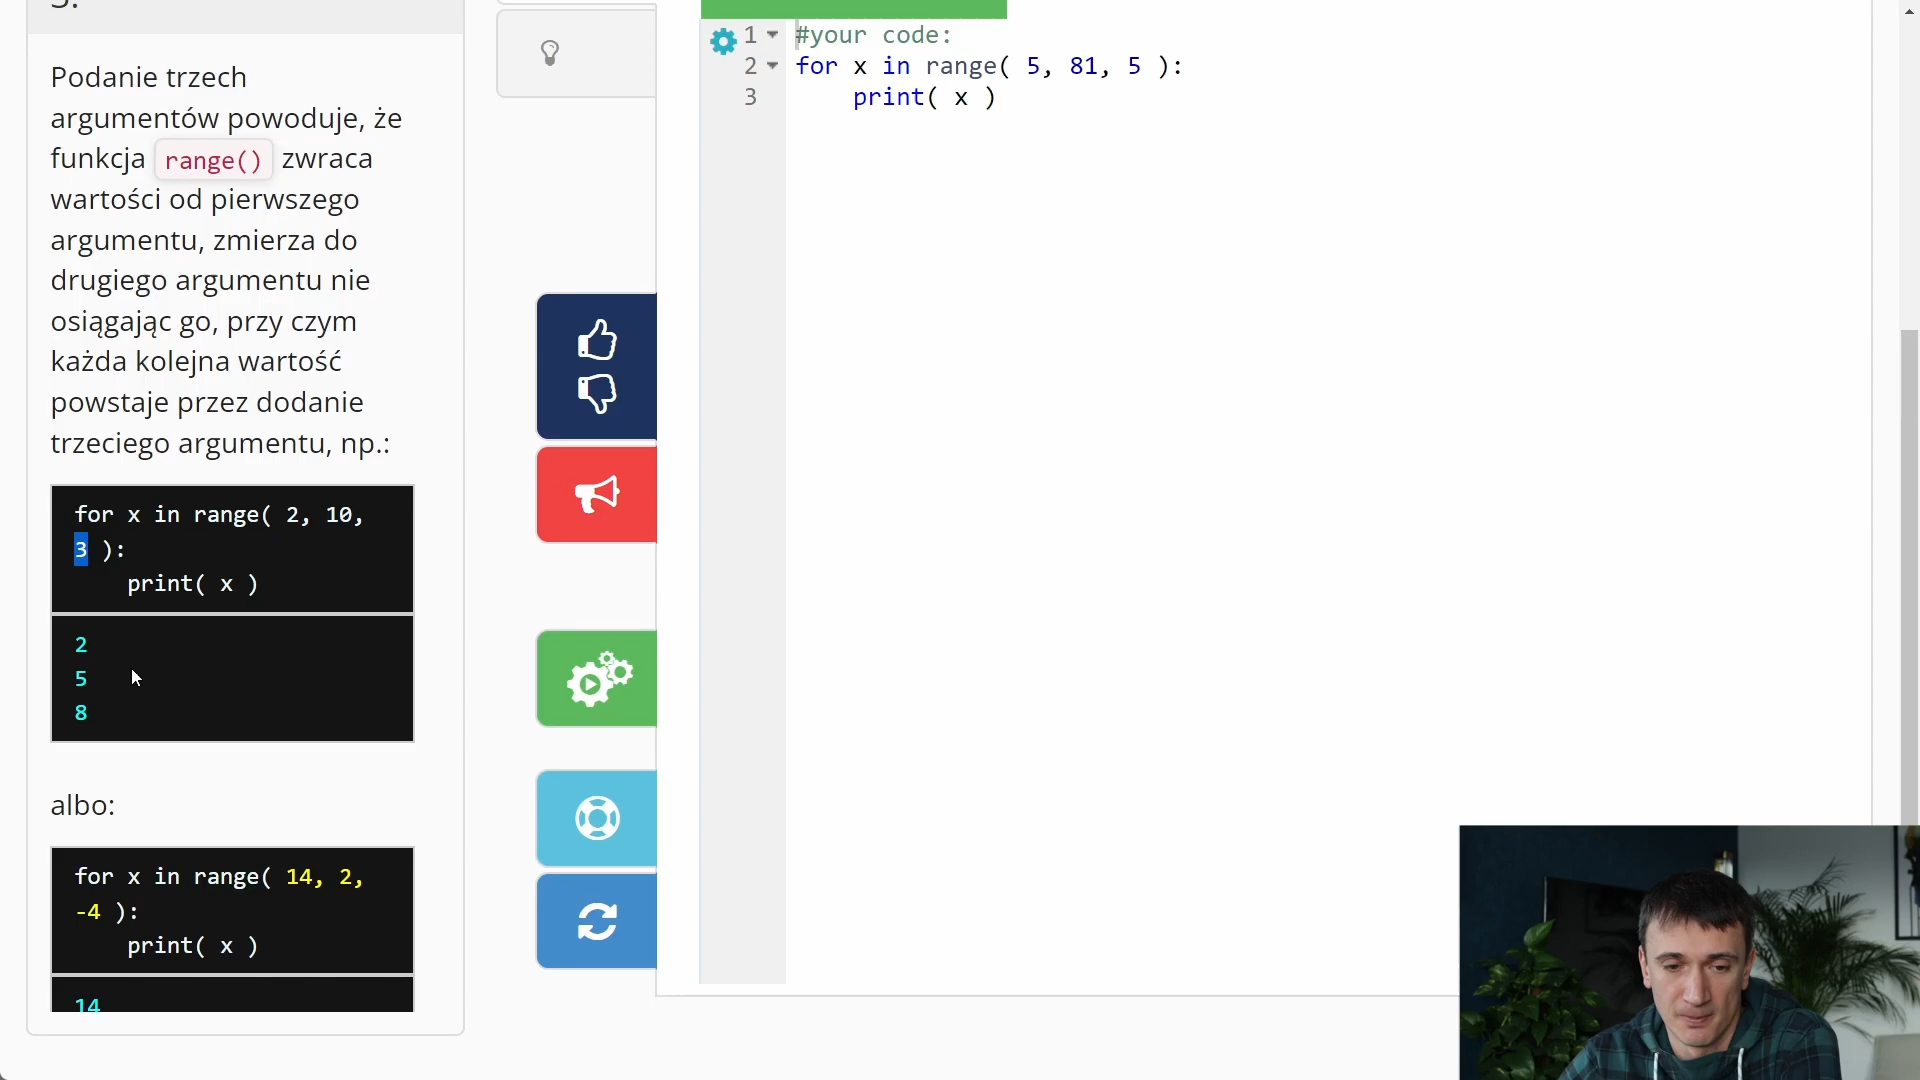 Podanie trzech
argumentów powoduje, że
funkcja range() zwraca
wartości od pierwszego
argumentu, zmierza do
drugiego argumentu nie
osiągając go, przy czym
każda kolejna wartość
powstaje przez dodanie
trzeciego argumentu, np.:
for x in range( 2, 10,
3 ):
print( x )
2
5
8
albo:
for x in range( 14, 2,
-4 ):
print( x )
14
1 #your code:
2 for x in range( 5, 81, 5 ):
3 print( x )